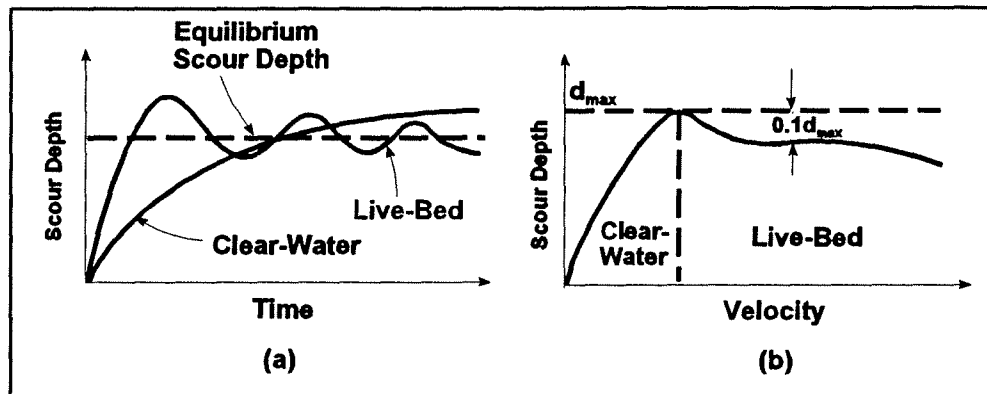 Equilibrium
Scour Depth
Scour Depth
Live-Bed
Clear-Water
Time
(a)
d_max
0.1d_max
Scour Depth
Clear-
Water
Live-Bed
Velocity
(b)